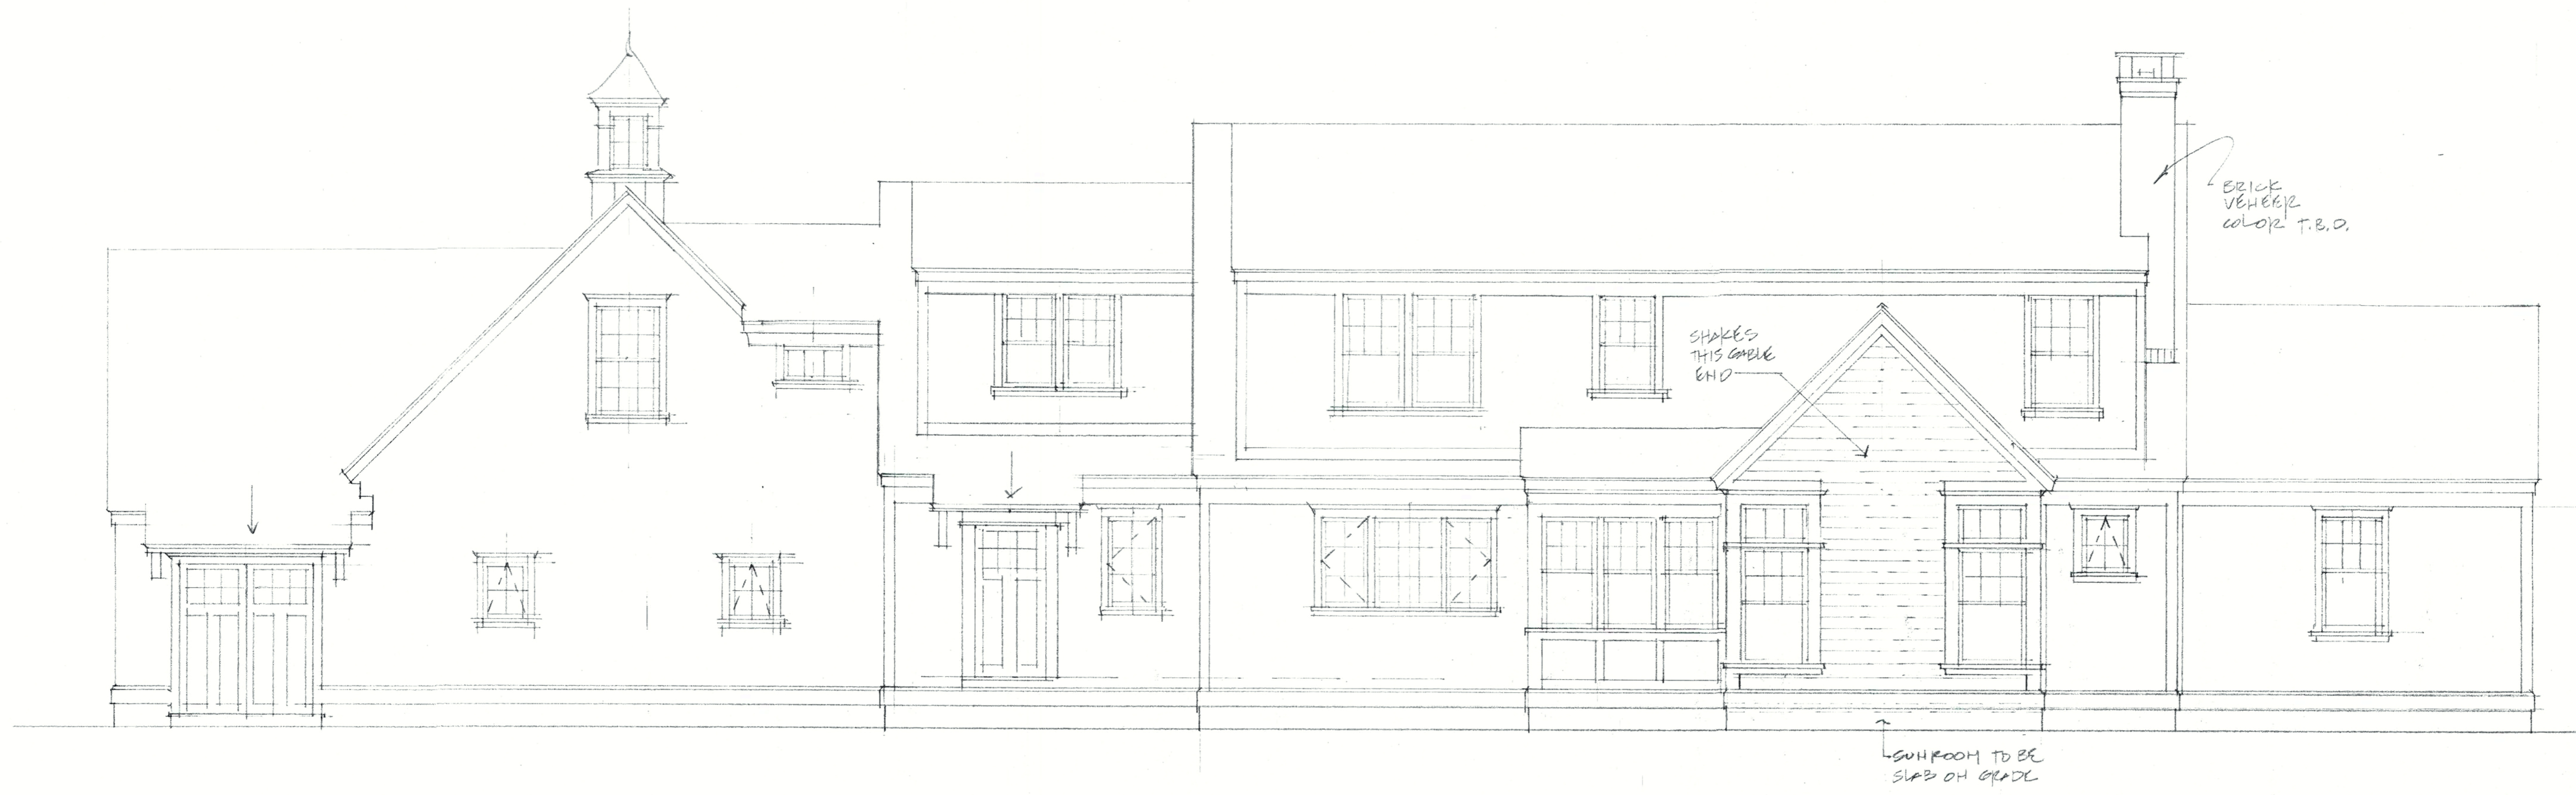 BRICK
VENEER
COLOR T.B.D.
SHAKES
THIS GABLE
END
SUNROOM TO BE
SLAB ON GRADE